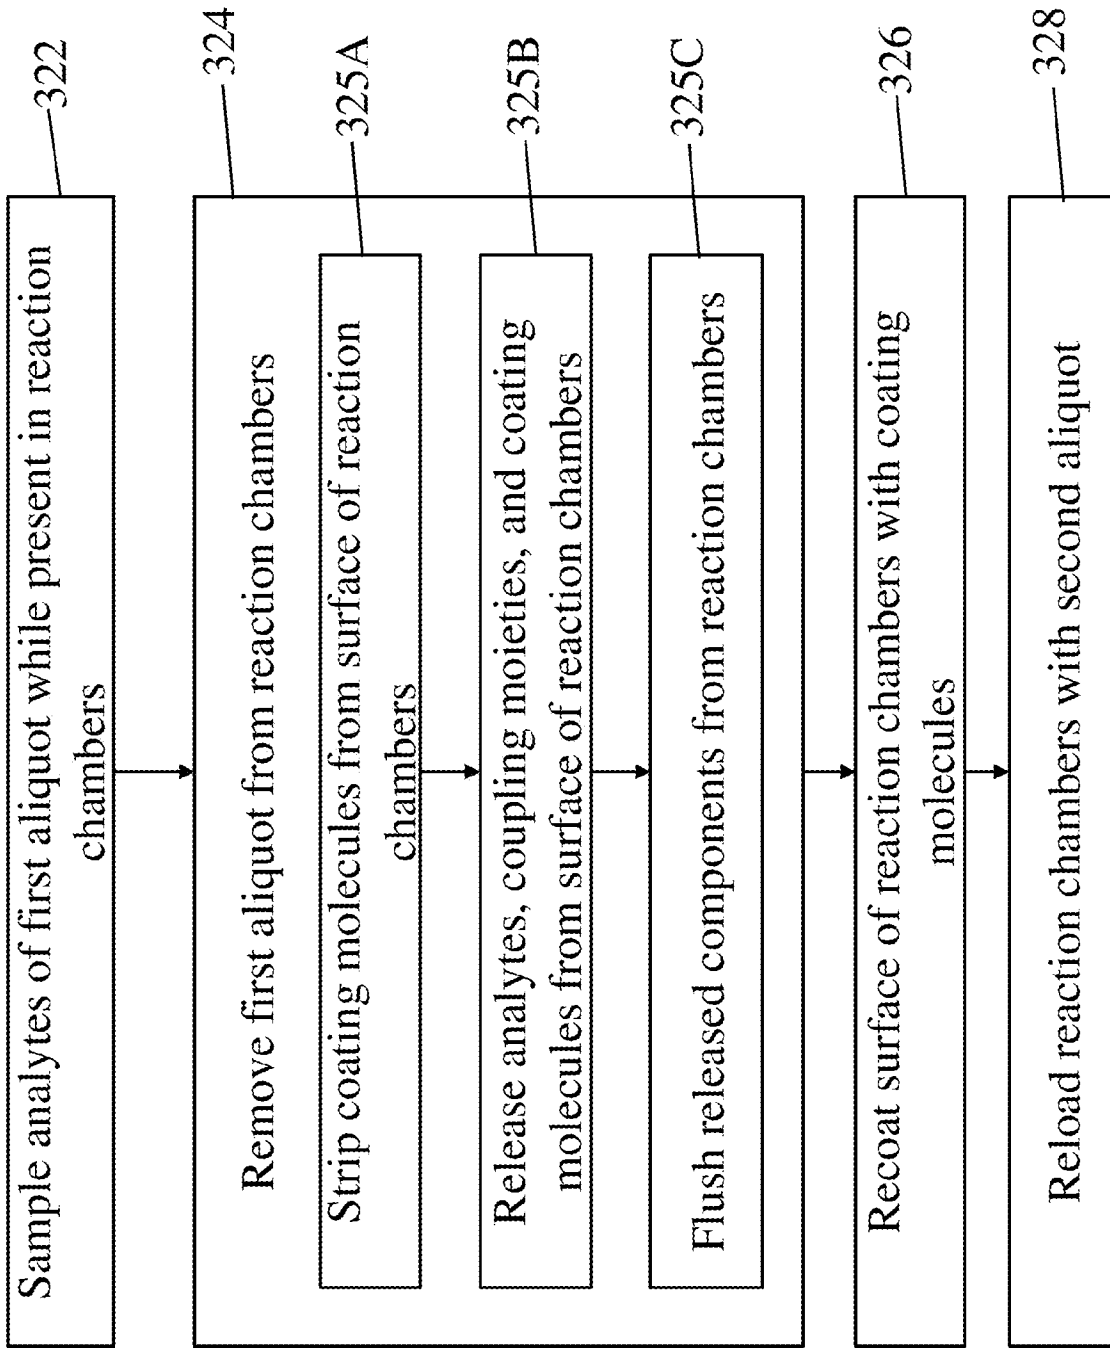 Sample analytes of first aliquot while present in reaction
chambers
322
Remove first aliquot from reaction chambers
324
Strip coating molecules from surface of reaction
chambers
325A
Release analytes, coupling moieties, and coating
molecules from surface of reaction chambers
325B
Flush released components from reaction chambers
325C
Recoat surface of reaction chambers with coating
molecules
326
Reload reaction chambers with second aliquot
328